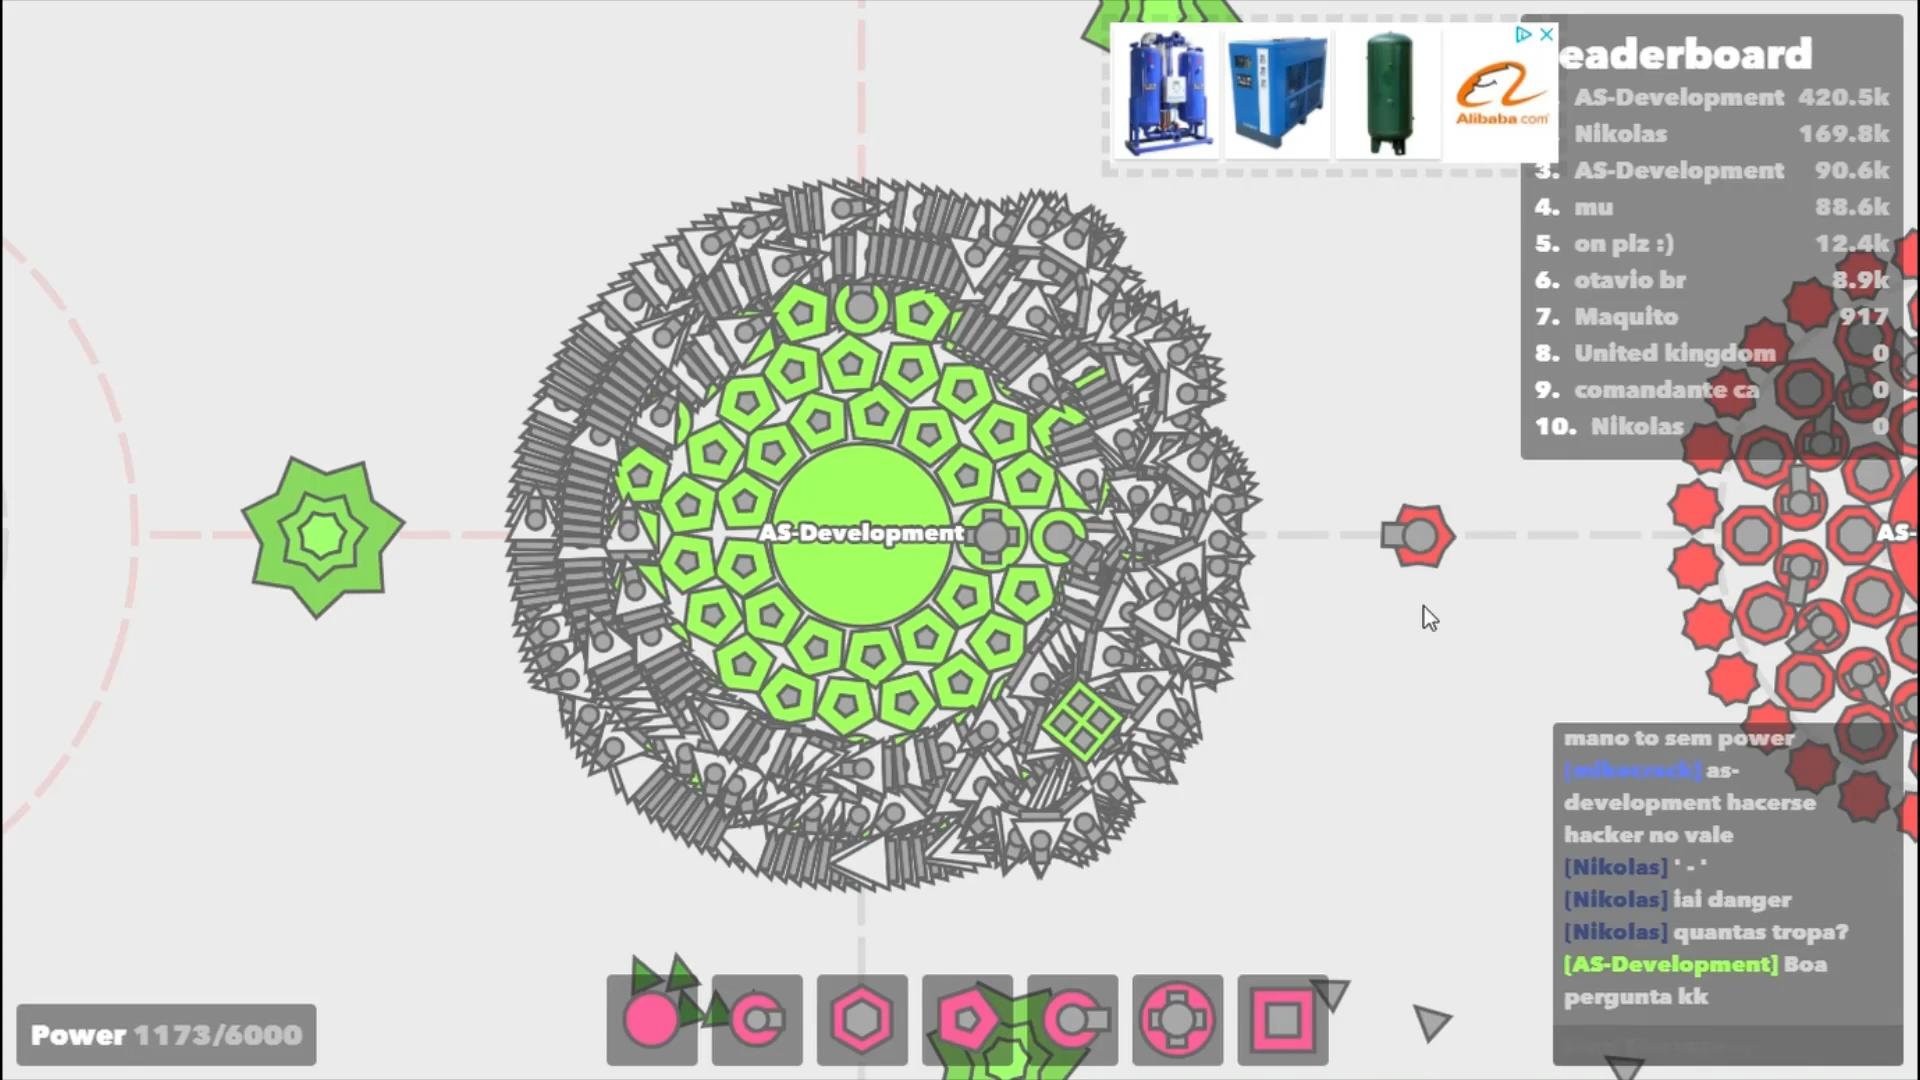 eaderboard
AS-Development 420.5k
Nikolas 169.8k
3. AS-Development 90.6k
4. mu 88.6k
5. on plz :) 12.4k
6. otavio br 8.9k
7. Maquito 917
8. United kingdom 0
9. comandante ca 0
10. Nikolas 0
Alibaba.com
AS-Development
AS-
mano to sem power
[mikecrack] as-
development hacerse
hacker no vale
[Nikolas] ' - '
[Nikolas] iai danger
[Nikolas] quantas tropa?
[AS-Development] Boa
pergunta kk
Power 1173/6000